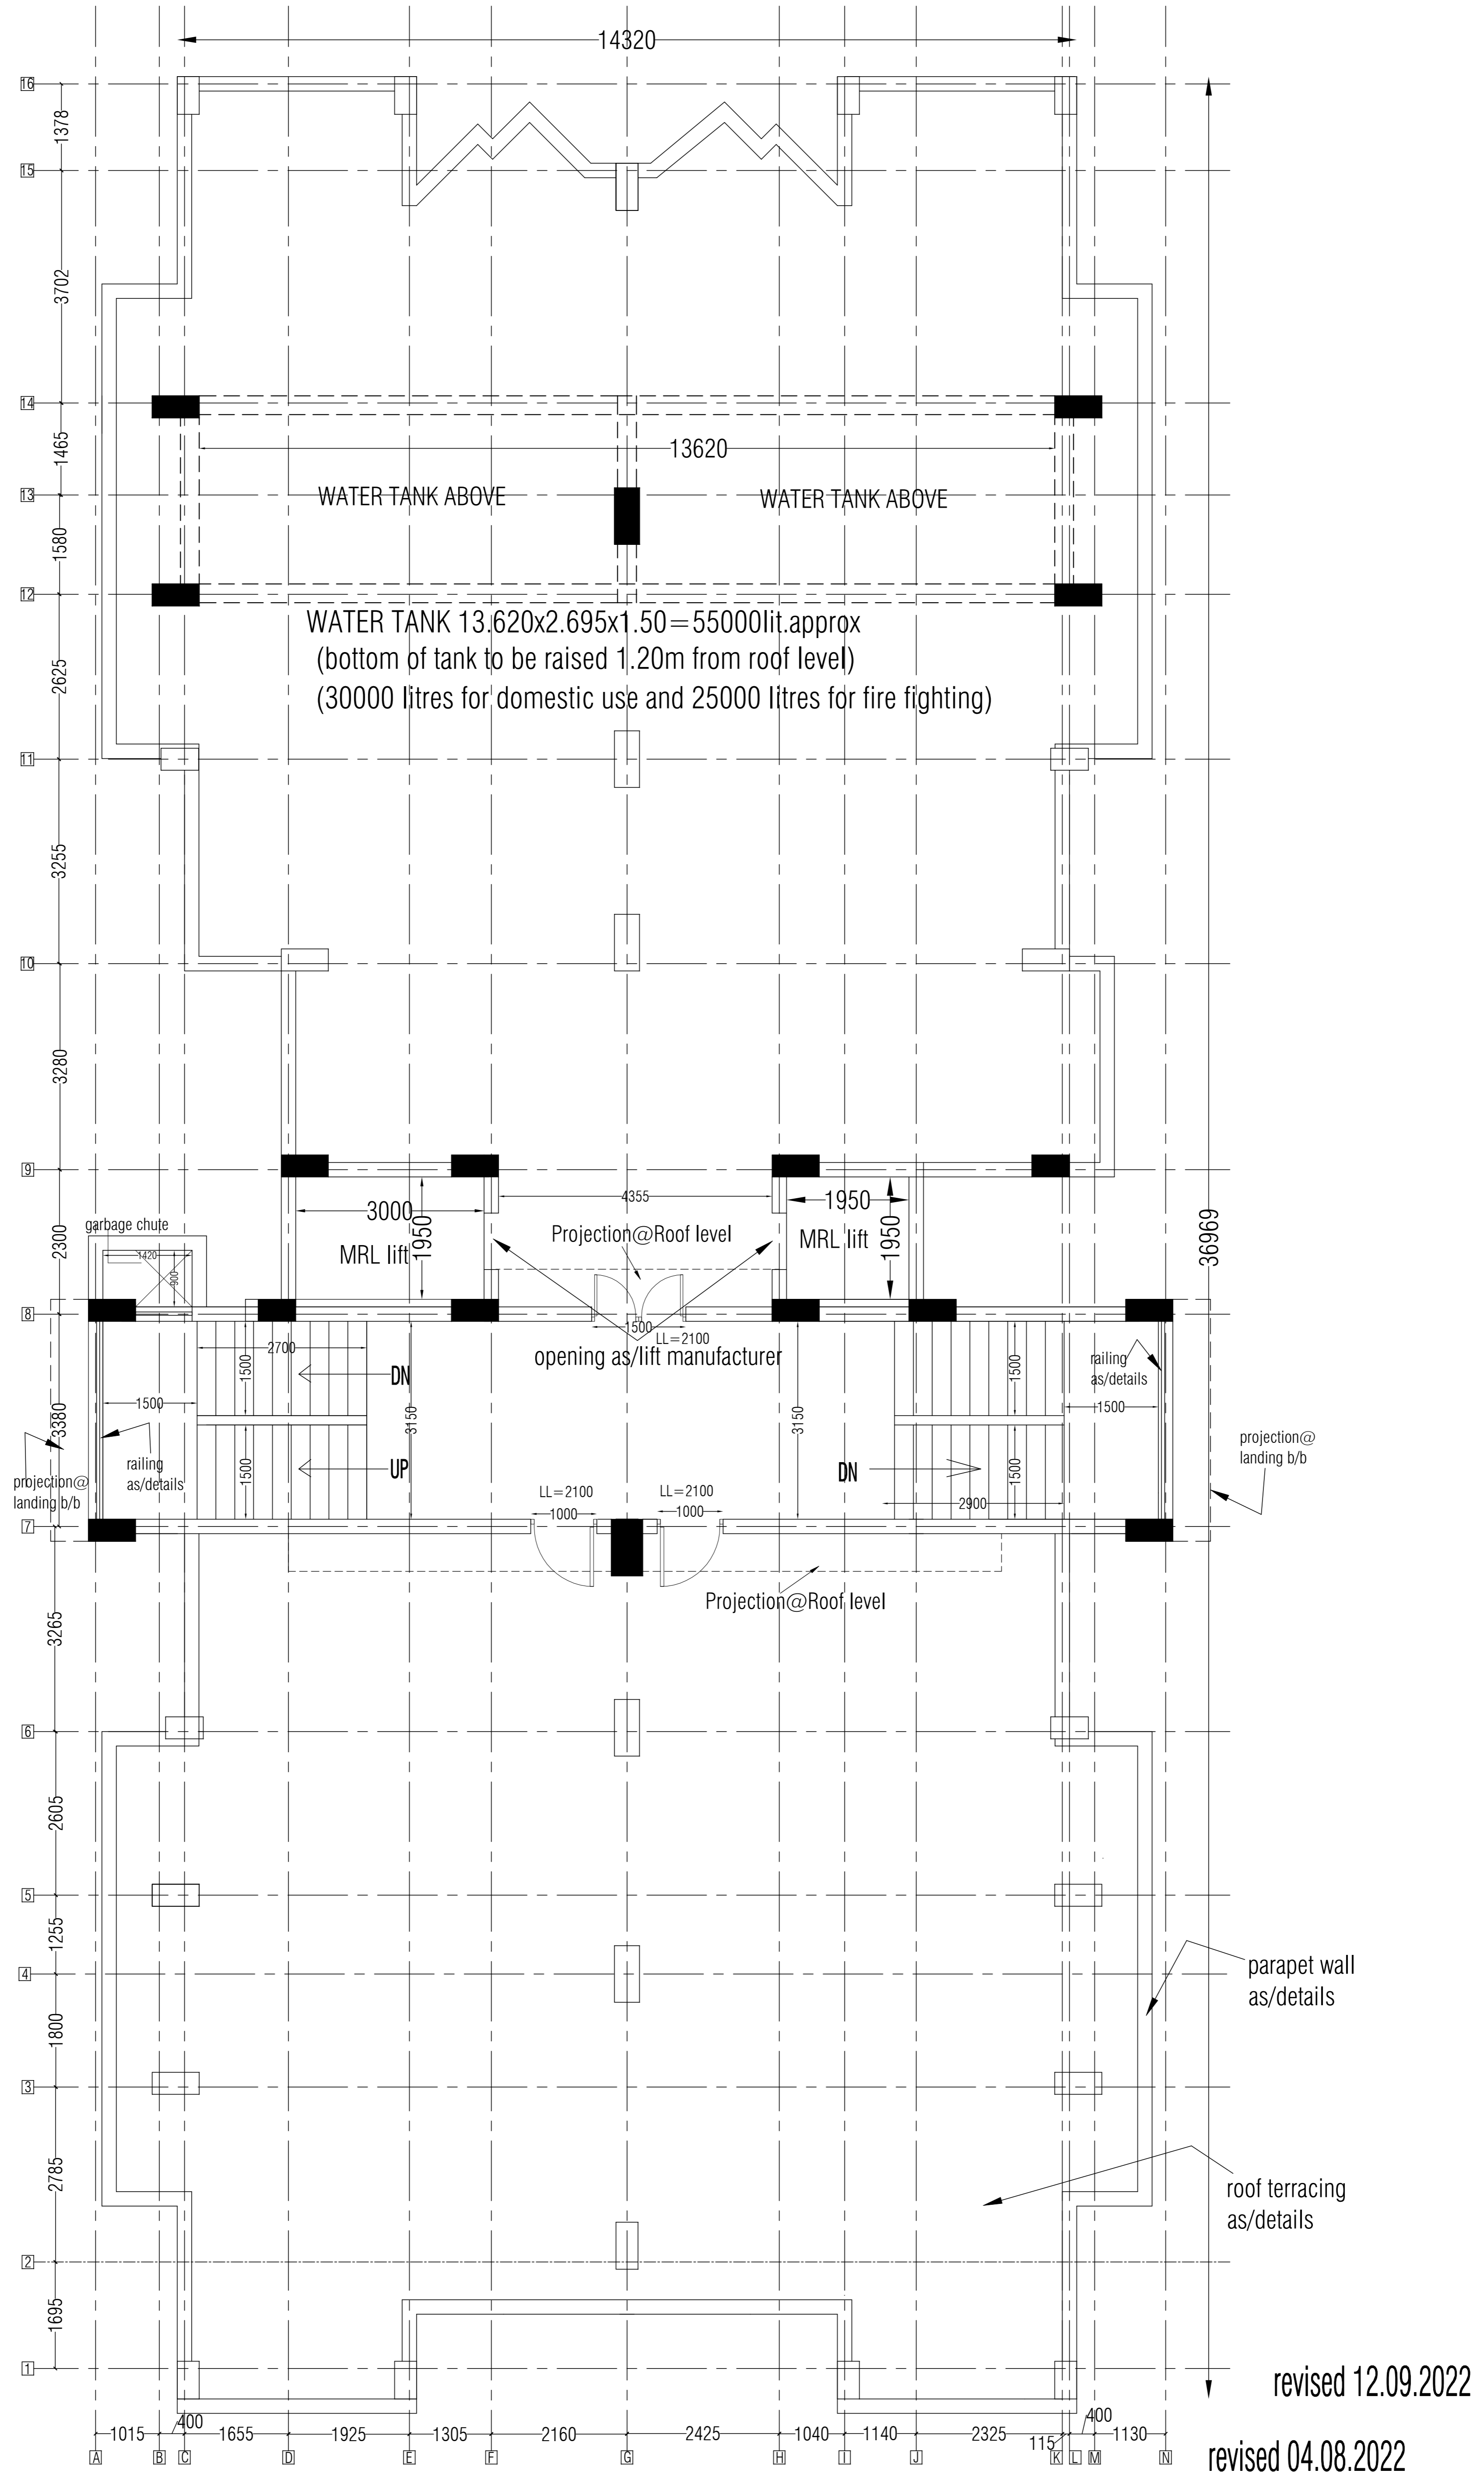 14320
16
1378
15
3702
14
1465
13620
13
WATER TANK ABOVE
WATER TANK ABOVE
1580
12
WATER TANK 13.620x2.695x1.50=55000lit.approx
(bottom of tank to be raised 1.20m from roof level)
(30000 litres for domestic use and 25000 litres for fire fighting)
2625
11
3255
10
3280
9
4355
3000
1950
1950
1950
36969
garbage chute
Projection@Roof level
MRL lift
MRL lift
2300
1420
900
8
1500
LL=2100
2700
opening as/lift manufacturer
1500
DN
1500
railing
as/details
1500
1500
3380
3150
3150
projection@
landing b/b
railing
as/details
projection@
landing b/b
1500
UP
DN
1500
LL=2100
LL=2100
1000
1000
2900
7
Projection@Roof level
3265
6
2605
5
1255
4
parapet wall
as/details
1800
3
2785
roof terracing
as/details
2
1695
1
revised 12.09.2022
1015
400
1655
1925
1305
2160
2425
1040
1140
2325
115
400
1130
A
B
C
D
E
F
G
H
I
J
K
L
M
N
revised 04.08.2022